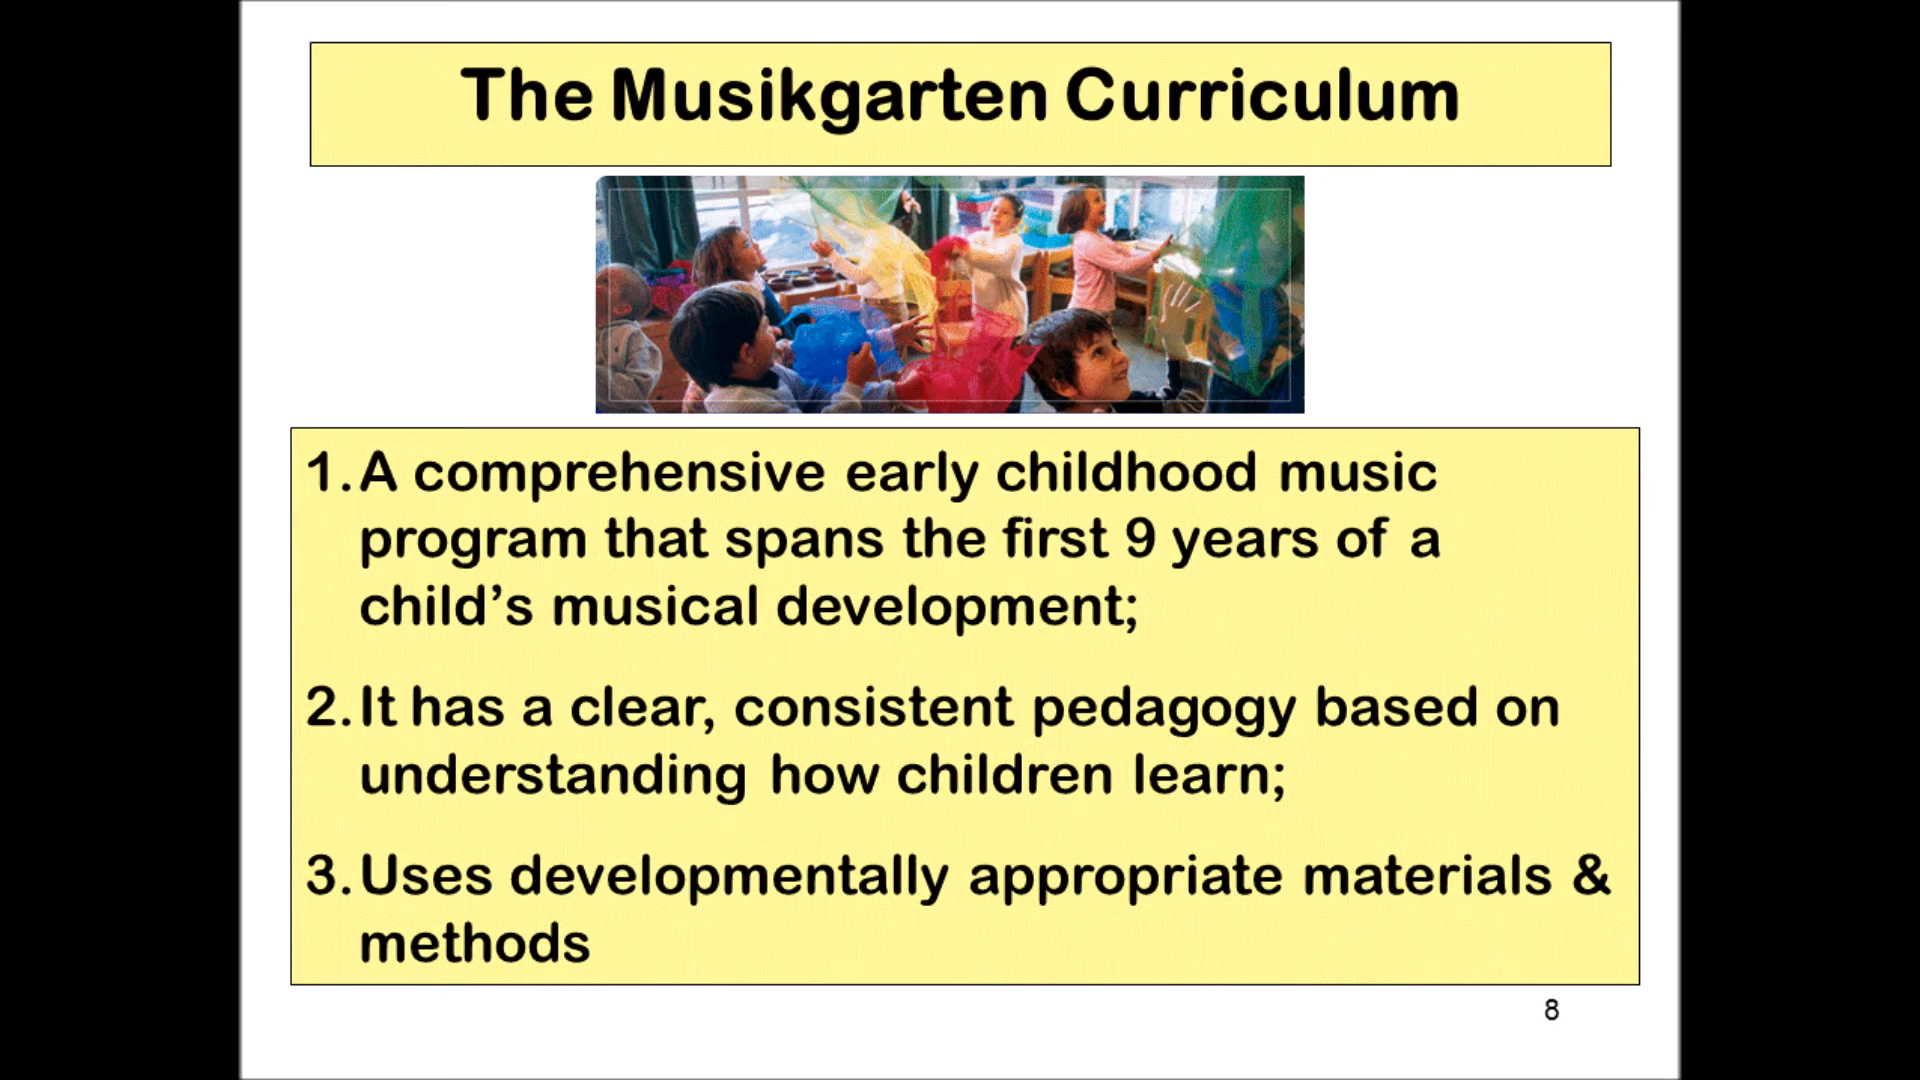 The Musikgarten Curriculum
1. A comprehensive early childhood music
program that spans the first 9 years of a
child’s musical development;
2. It has a clear, consistent pedagogy based on
understanding how children learn;
3. Uses developmentally appropriate materials &
methods
8